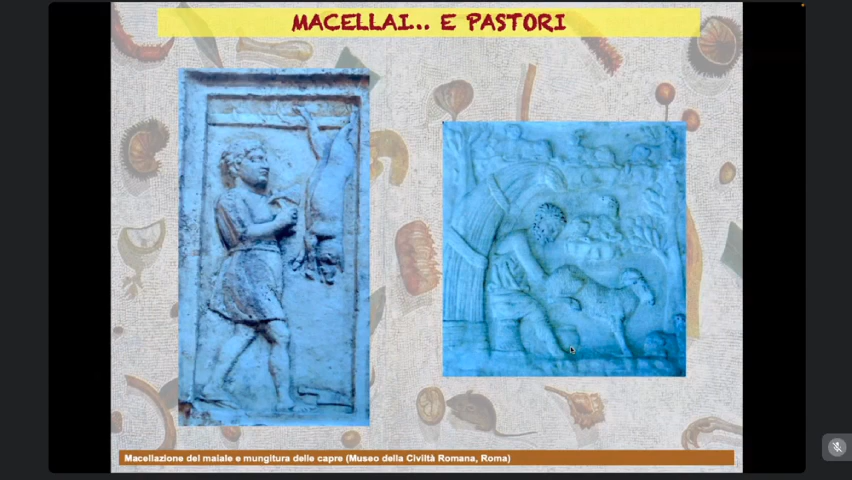 MACELLAI... E PASTORI
Macellazione del maiale e mungitura delle capre (Museo della Civiltà Romana, Roma)